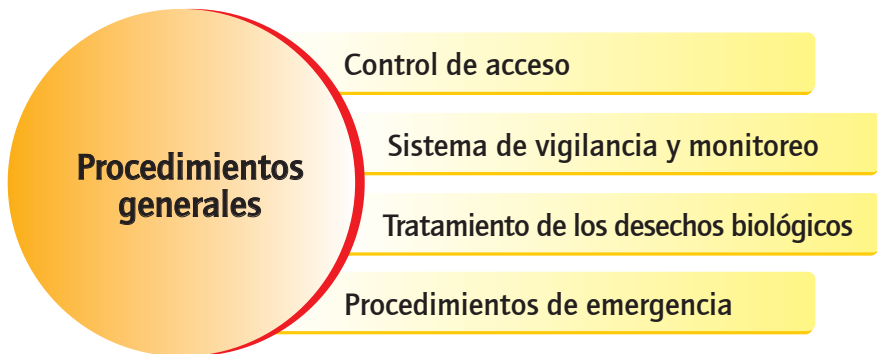 Procedimientos
generales
Control de acceso
Sistema de vigilancia y monitoreo
Tratamiento de los desechos biológicos
Procedimientos de emergencia